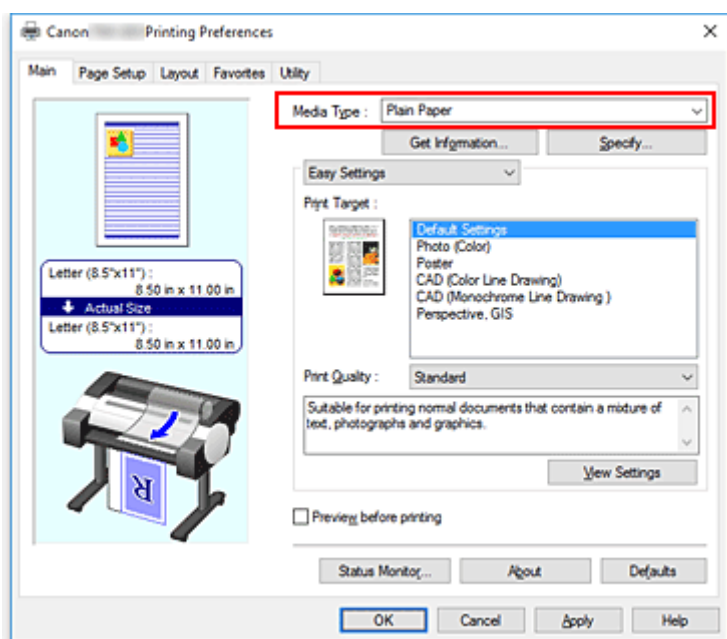 Canon Printing Preferences
Main Page Setup Layout Favorites Utility
Media Type : Plain Paper
Get Information... Specify...
Easy Settings
Print Target :
Default Settings
Photo (Color)
Poster
CAD (Color Line Drawing)
CAD (Monochrome Line Drawing )
Perspective, GIS
Letter (8.5"x11") :
8.50 in x 11.00 in
Actual Size
Letter (8.5"x11") :
8.50 in x 11.00 in
R
Print Quality : Standard
Suitable for printing normal documents that contain a mixture of
text, photographs and graphics.
View Settings
Preview before printing
Status Monitor... About Defaults
OK Cancel Apply Help